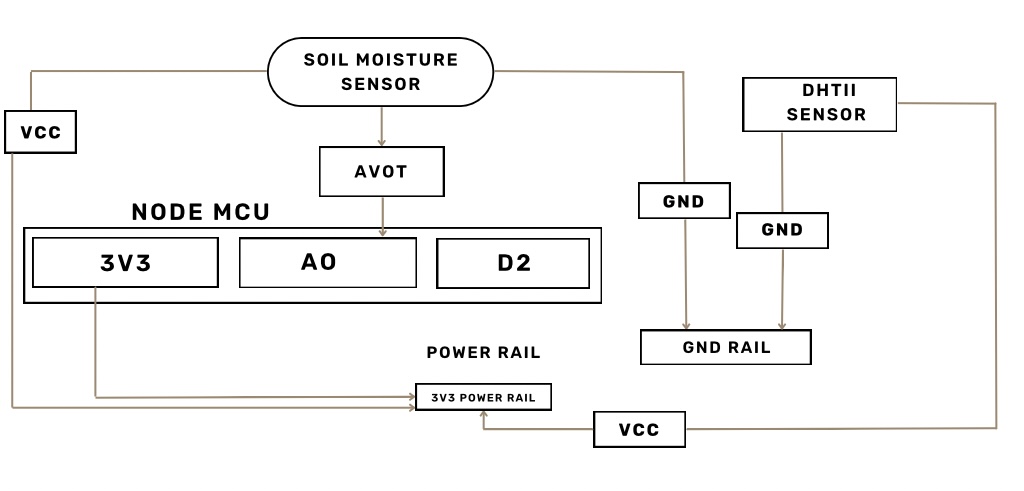 SOIL MOISTURE
SENSOR
DHTII
SENSOR
VCC
AVOT
GND
NODE MCU
GND
3V3
AO
D2
GND RAIL
POWER RAIL
3V3 POWER RAIL
VCC